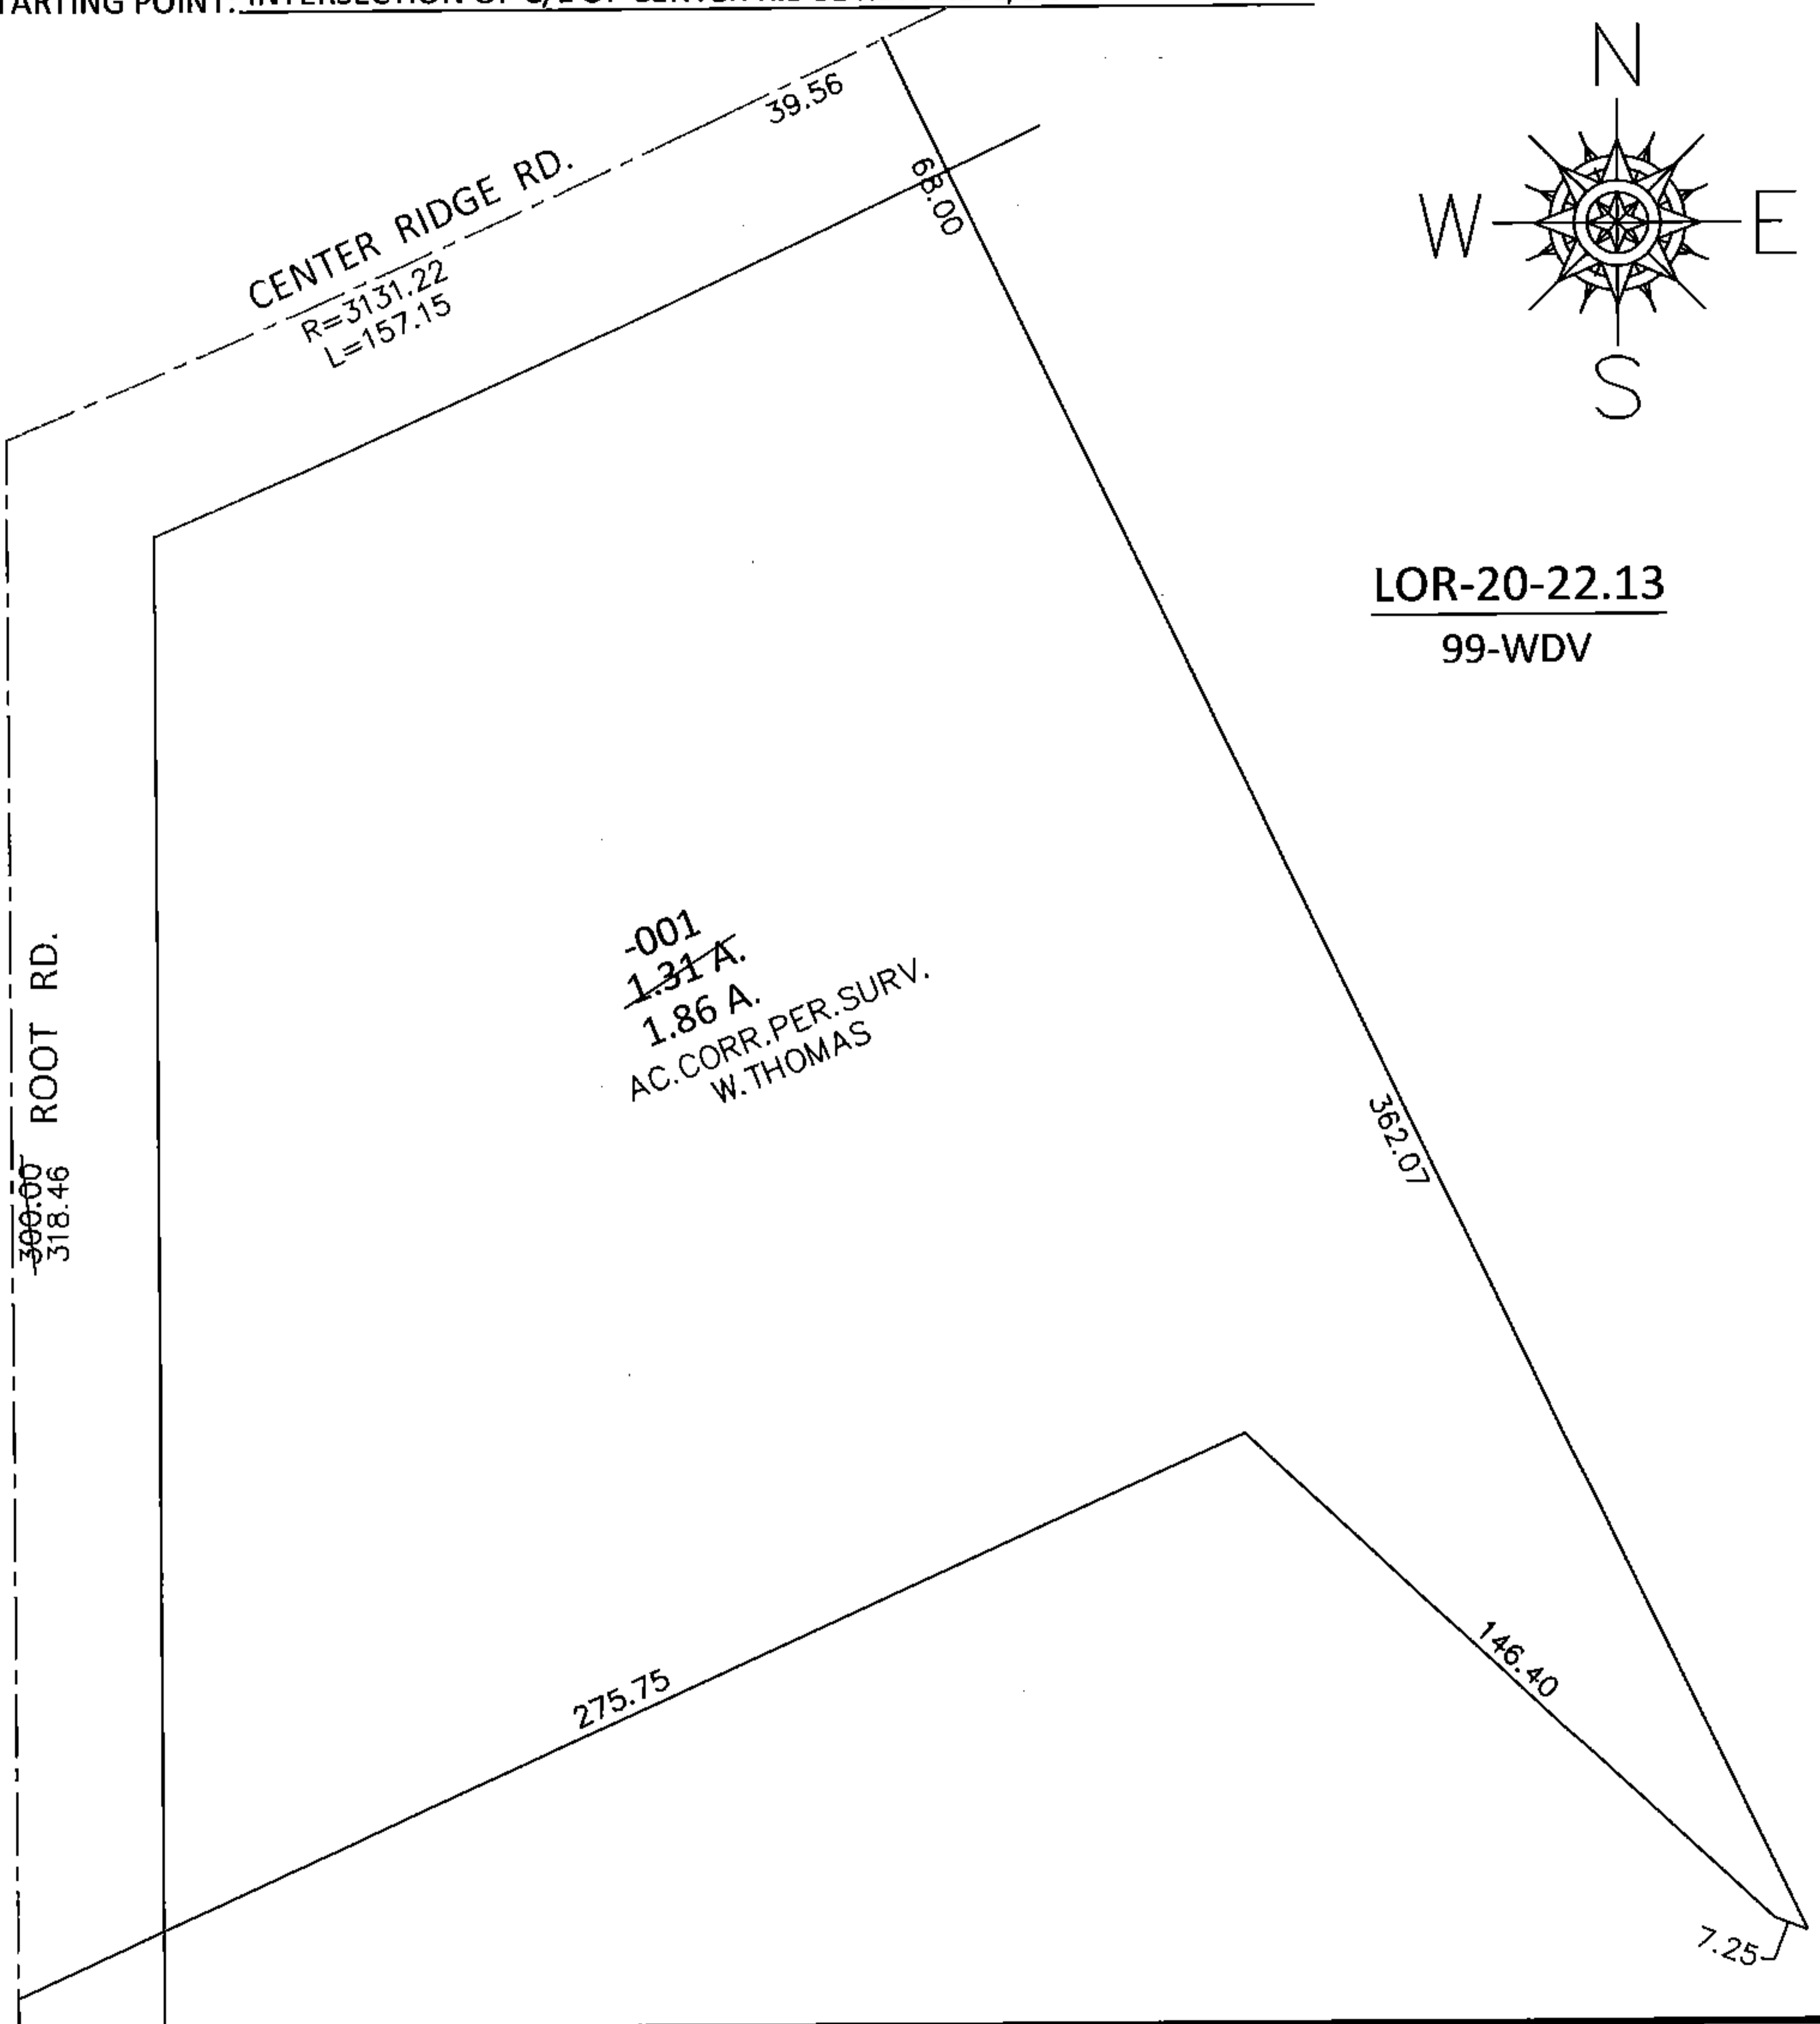 INTERSECTION OF
39.56
N
CENTER RIDGE RD.
R=3131.22
L=157.15
68.00
W
E
S
LOR-20-22.13
99-WDV
-001
1.31 A.
1.86 A.
AC.CORR.PER.SURV.
W.THOMAS
ROOT RD.
300.00
318.46
362.07
275.75
146.40
7.25